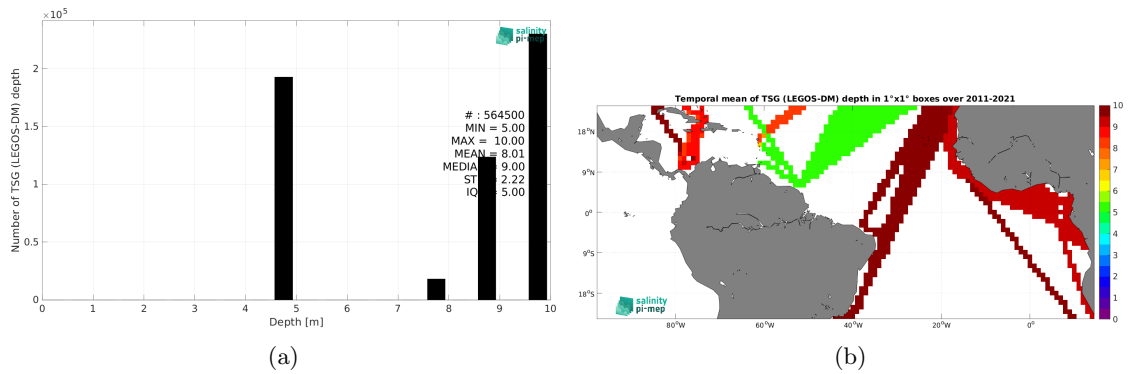 ×10⁵
Number of TSG (LEGOS-DM) depth
2
1.5
1
0.5
0
0 1 2 3 4 5 6 7 8 9 10
Depth [m]
salinity
pi-mep
# : 564500
MIN = 5.00
MAX = 10.00
MEAN = 8.01
= 9.00
= 2.22
= 5.00
(a)
Temporal mean of TSG (LEGOS-DM) depth in 1°x1° boxes over 2011-2021
18°N
9°N
0°
9°S
18°S
80°W 60°W 40°W 20°W 0°
salinity
pi-mep
10
9
8
7
6
5
4
3
2
1
0
(b)